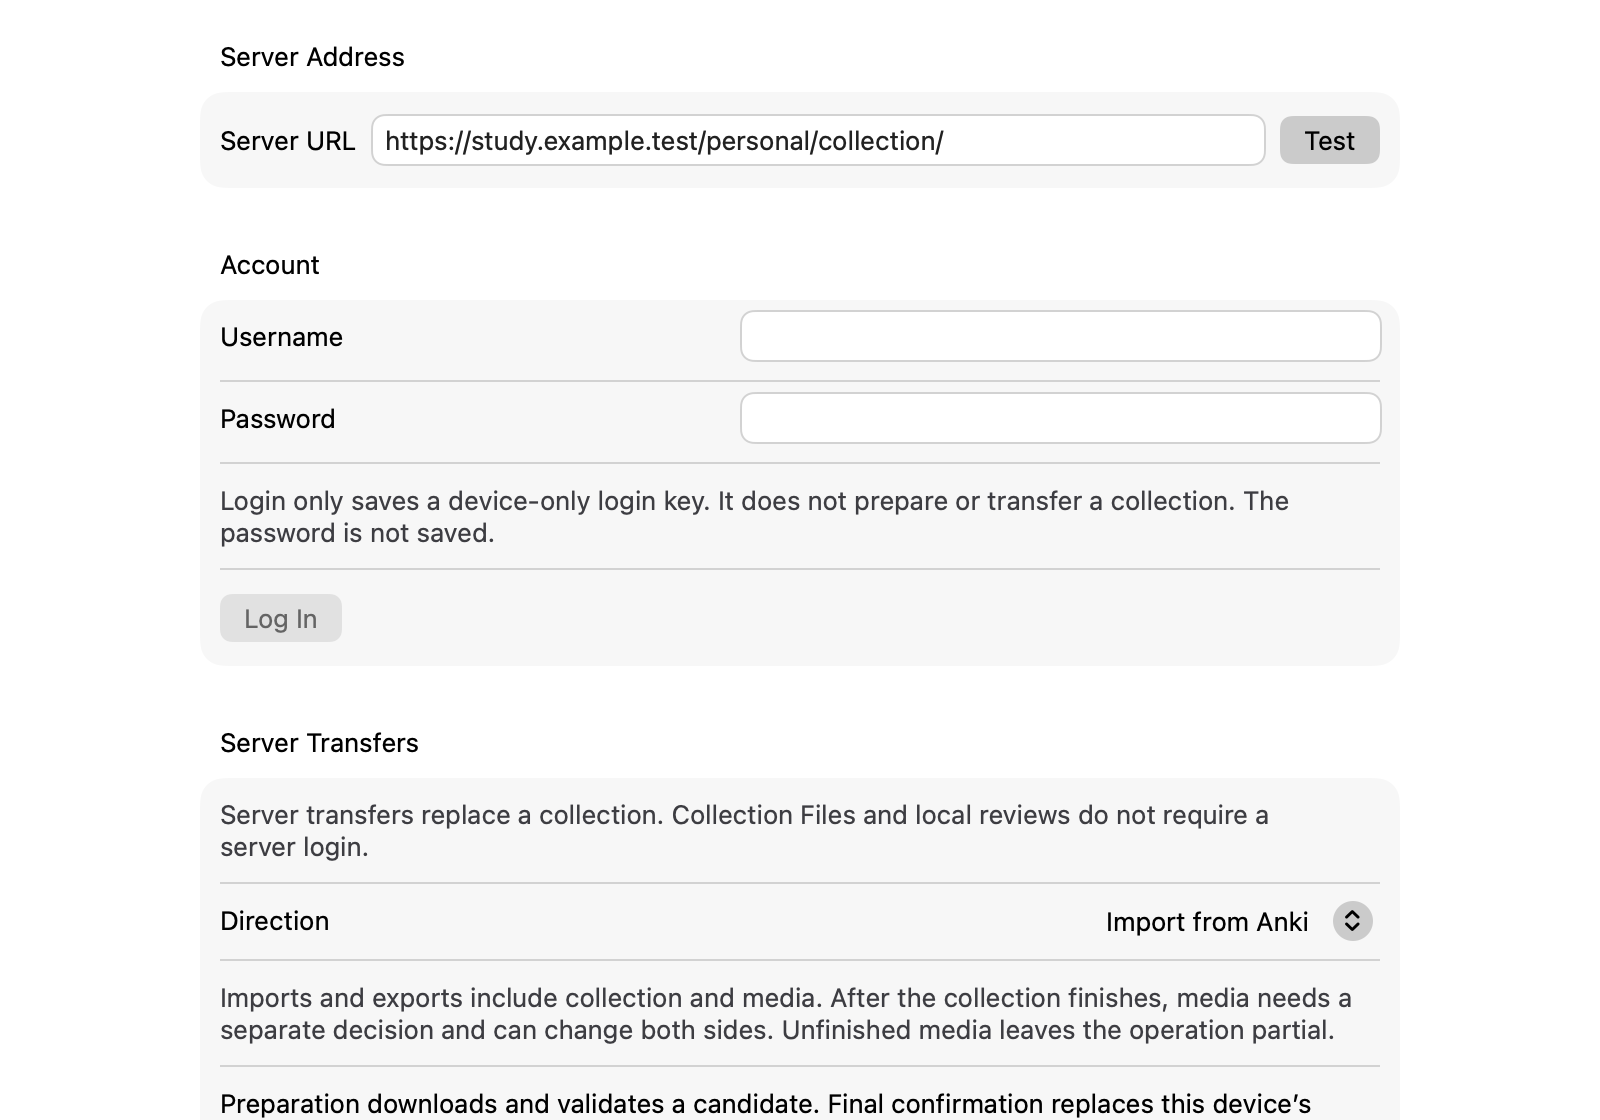 Server Address
Server URL https://study.example.test/personal/collection/ Test
Account
Username
Password
Login only saves a device-only login key. It does not prepare or transfer a collection. The
password is not saved.
Log In
Server Transfers
Server transfers replace a collection. Collection Files and local reviews do not require a
server login.
Direction Import from Anki
Imports and exports include collection and media. After the collection finishes, media needs a
separate decision and can change both sides. Unfinished media leaves the operation partial.
Preparation downloads and validates a candidate. Final confirmation replaces this device’s